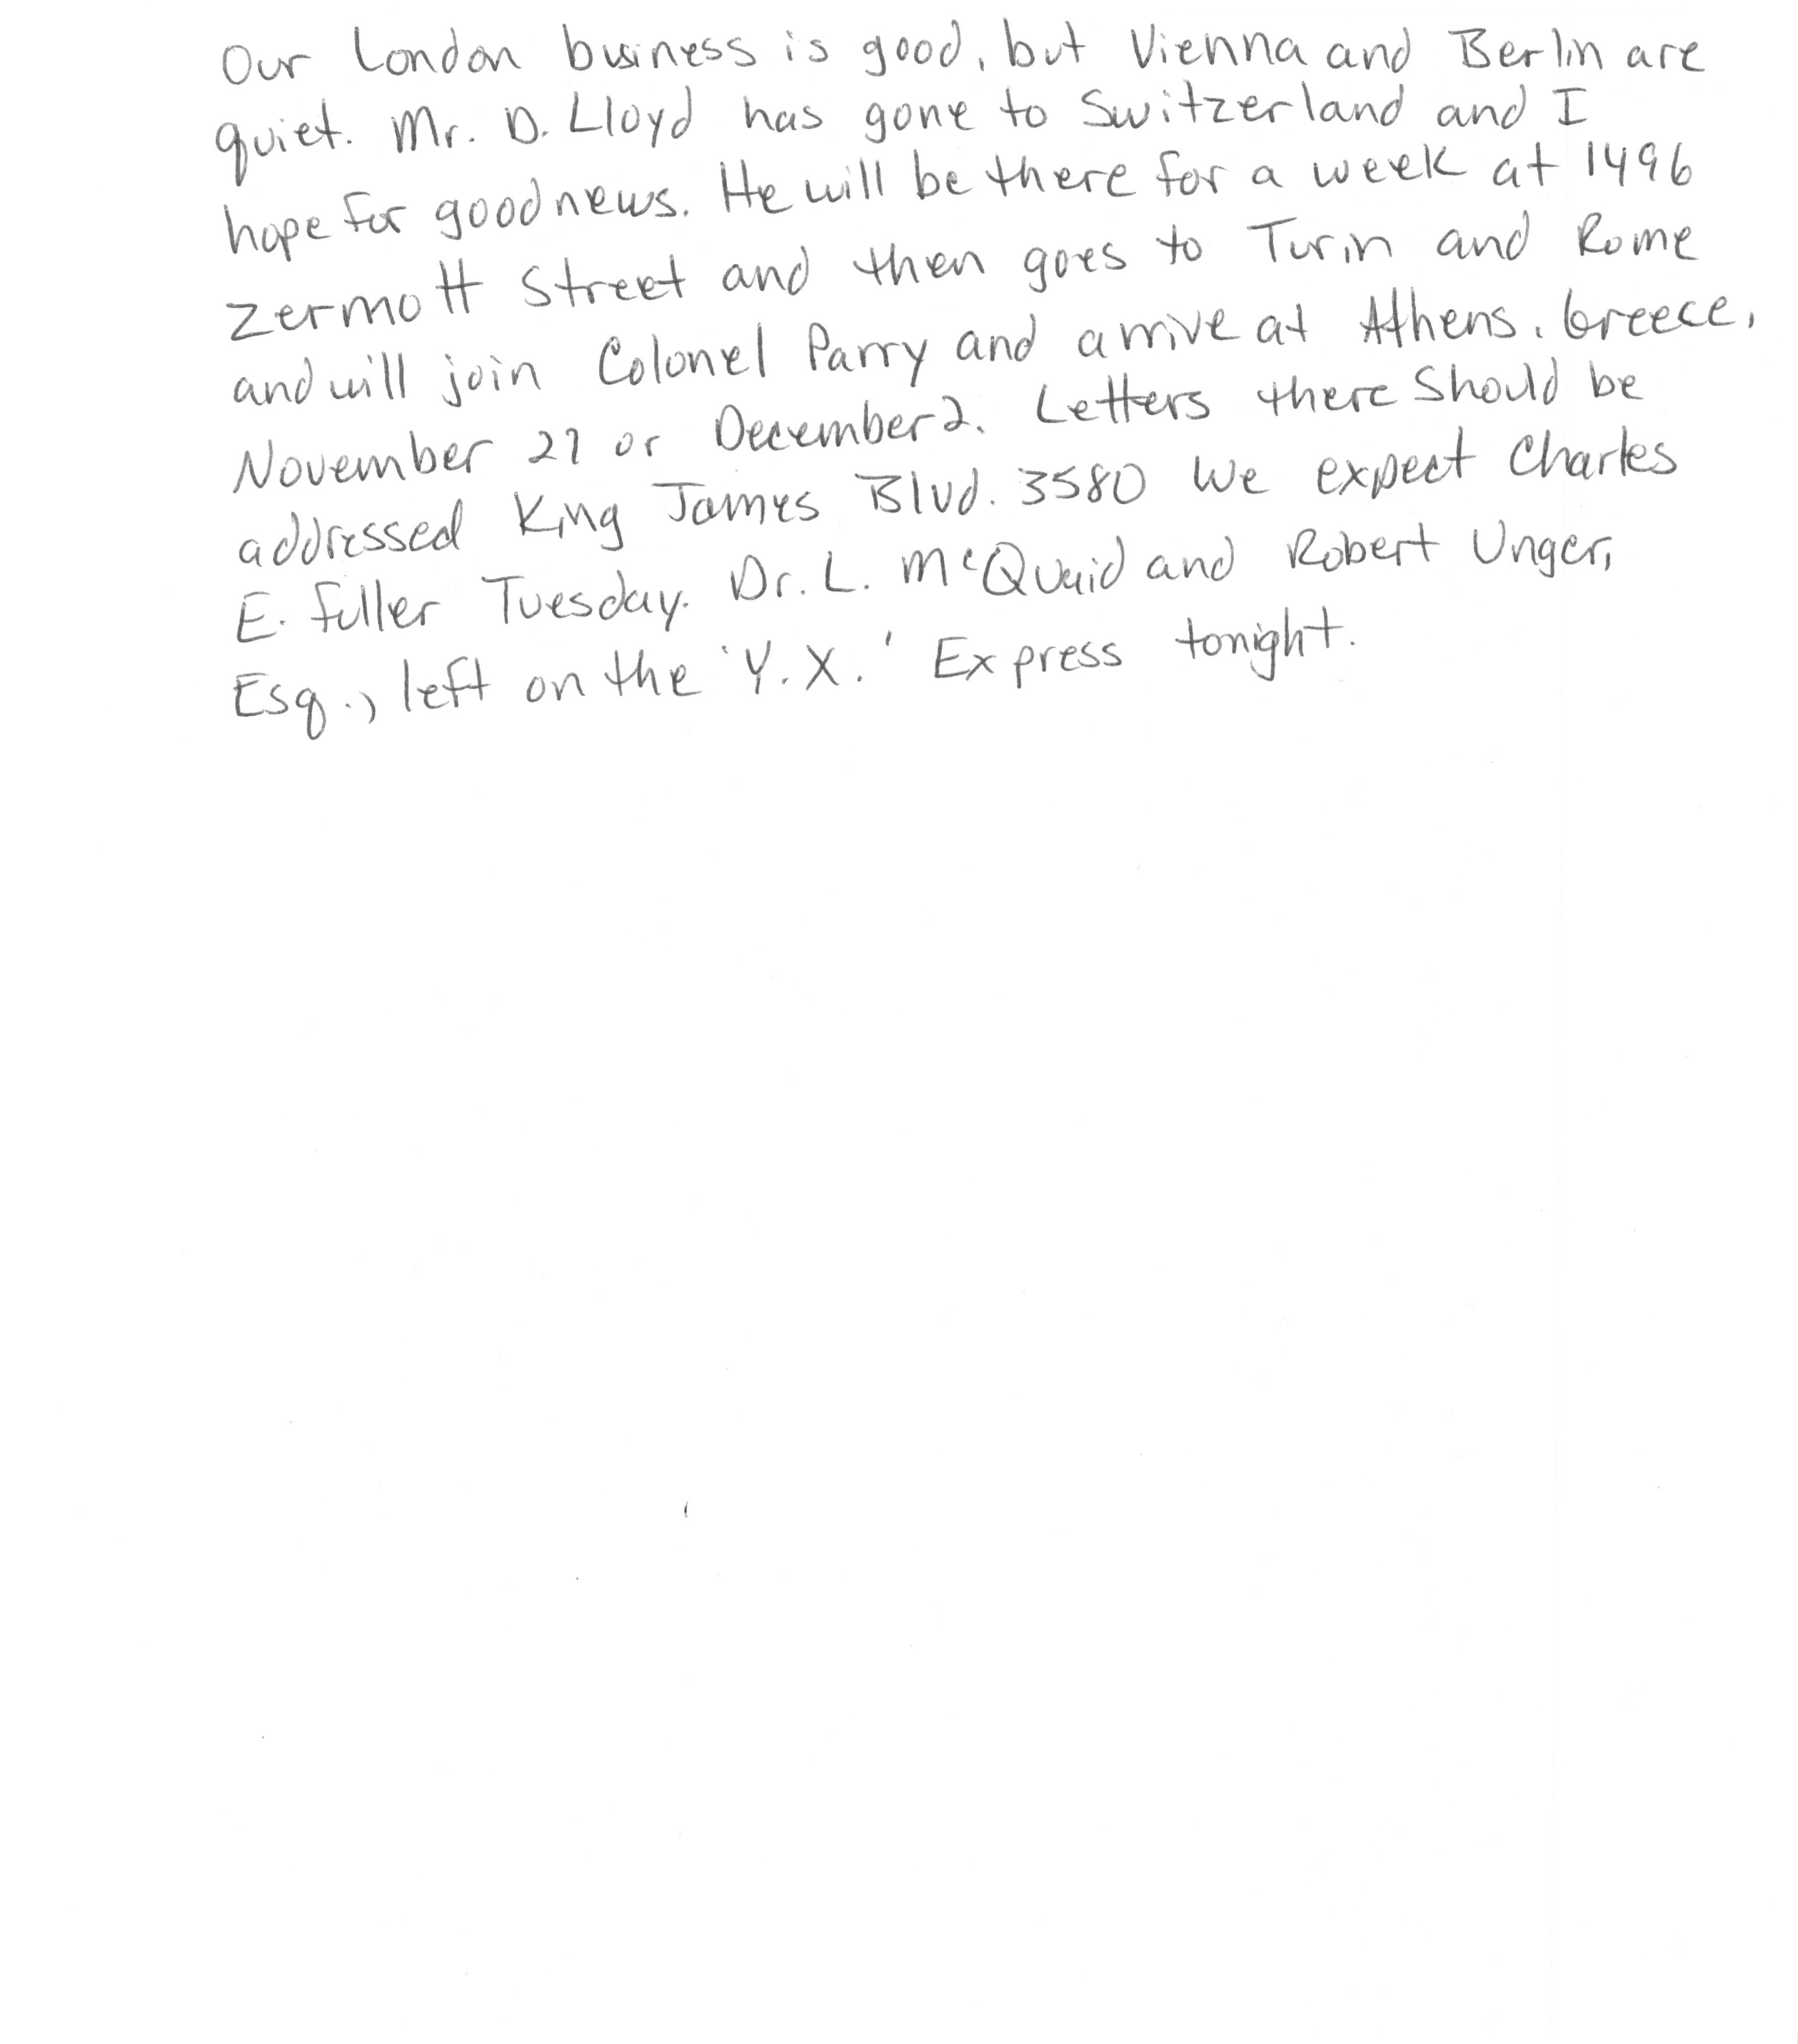 Our London business is good, but Vienna and Berlin are
quiet. Mr. D. Lloyd has gone to Switzerland and I
hope for good news. He will be there for a week at 1496
Zermott Street and then goes to Turin and Rome
and will join Colonel Parry and arrive at Athens, Greece,
November 27 or December 2. Letters there should be
addressed King James Blvd. 3580 We expect Charles
E. Fuller Tuesday. Dr. L. McQuaid and Robert Unger,
Esq., left on the 'Y.X.' Express tonight.